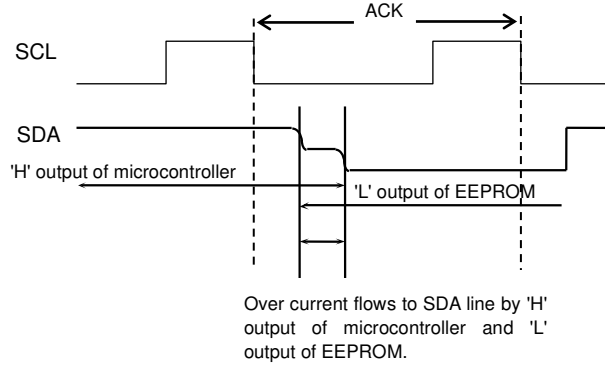 ACK
SCL
SDA
'H' output of microcontroller
'L' output of EEPROM
Over current flows to SDA line by 'H'
output of microcontroller and 'L'
output of EEPROM.